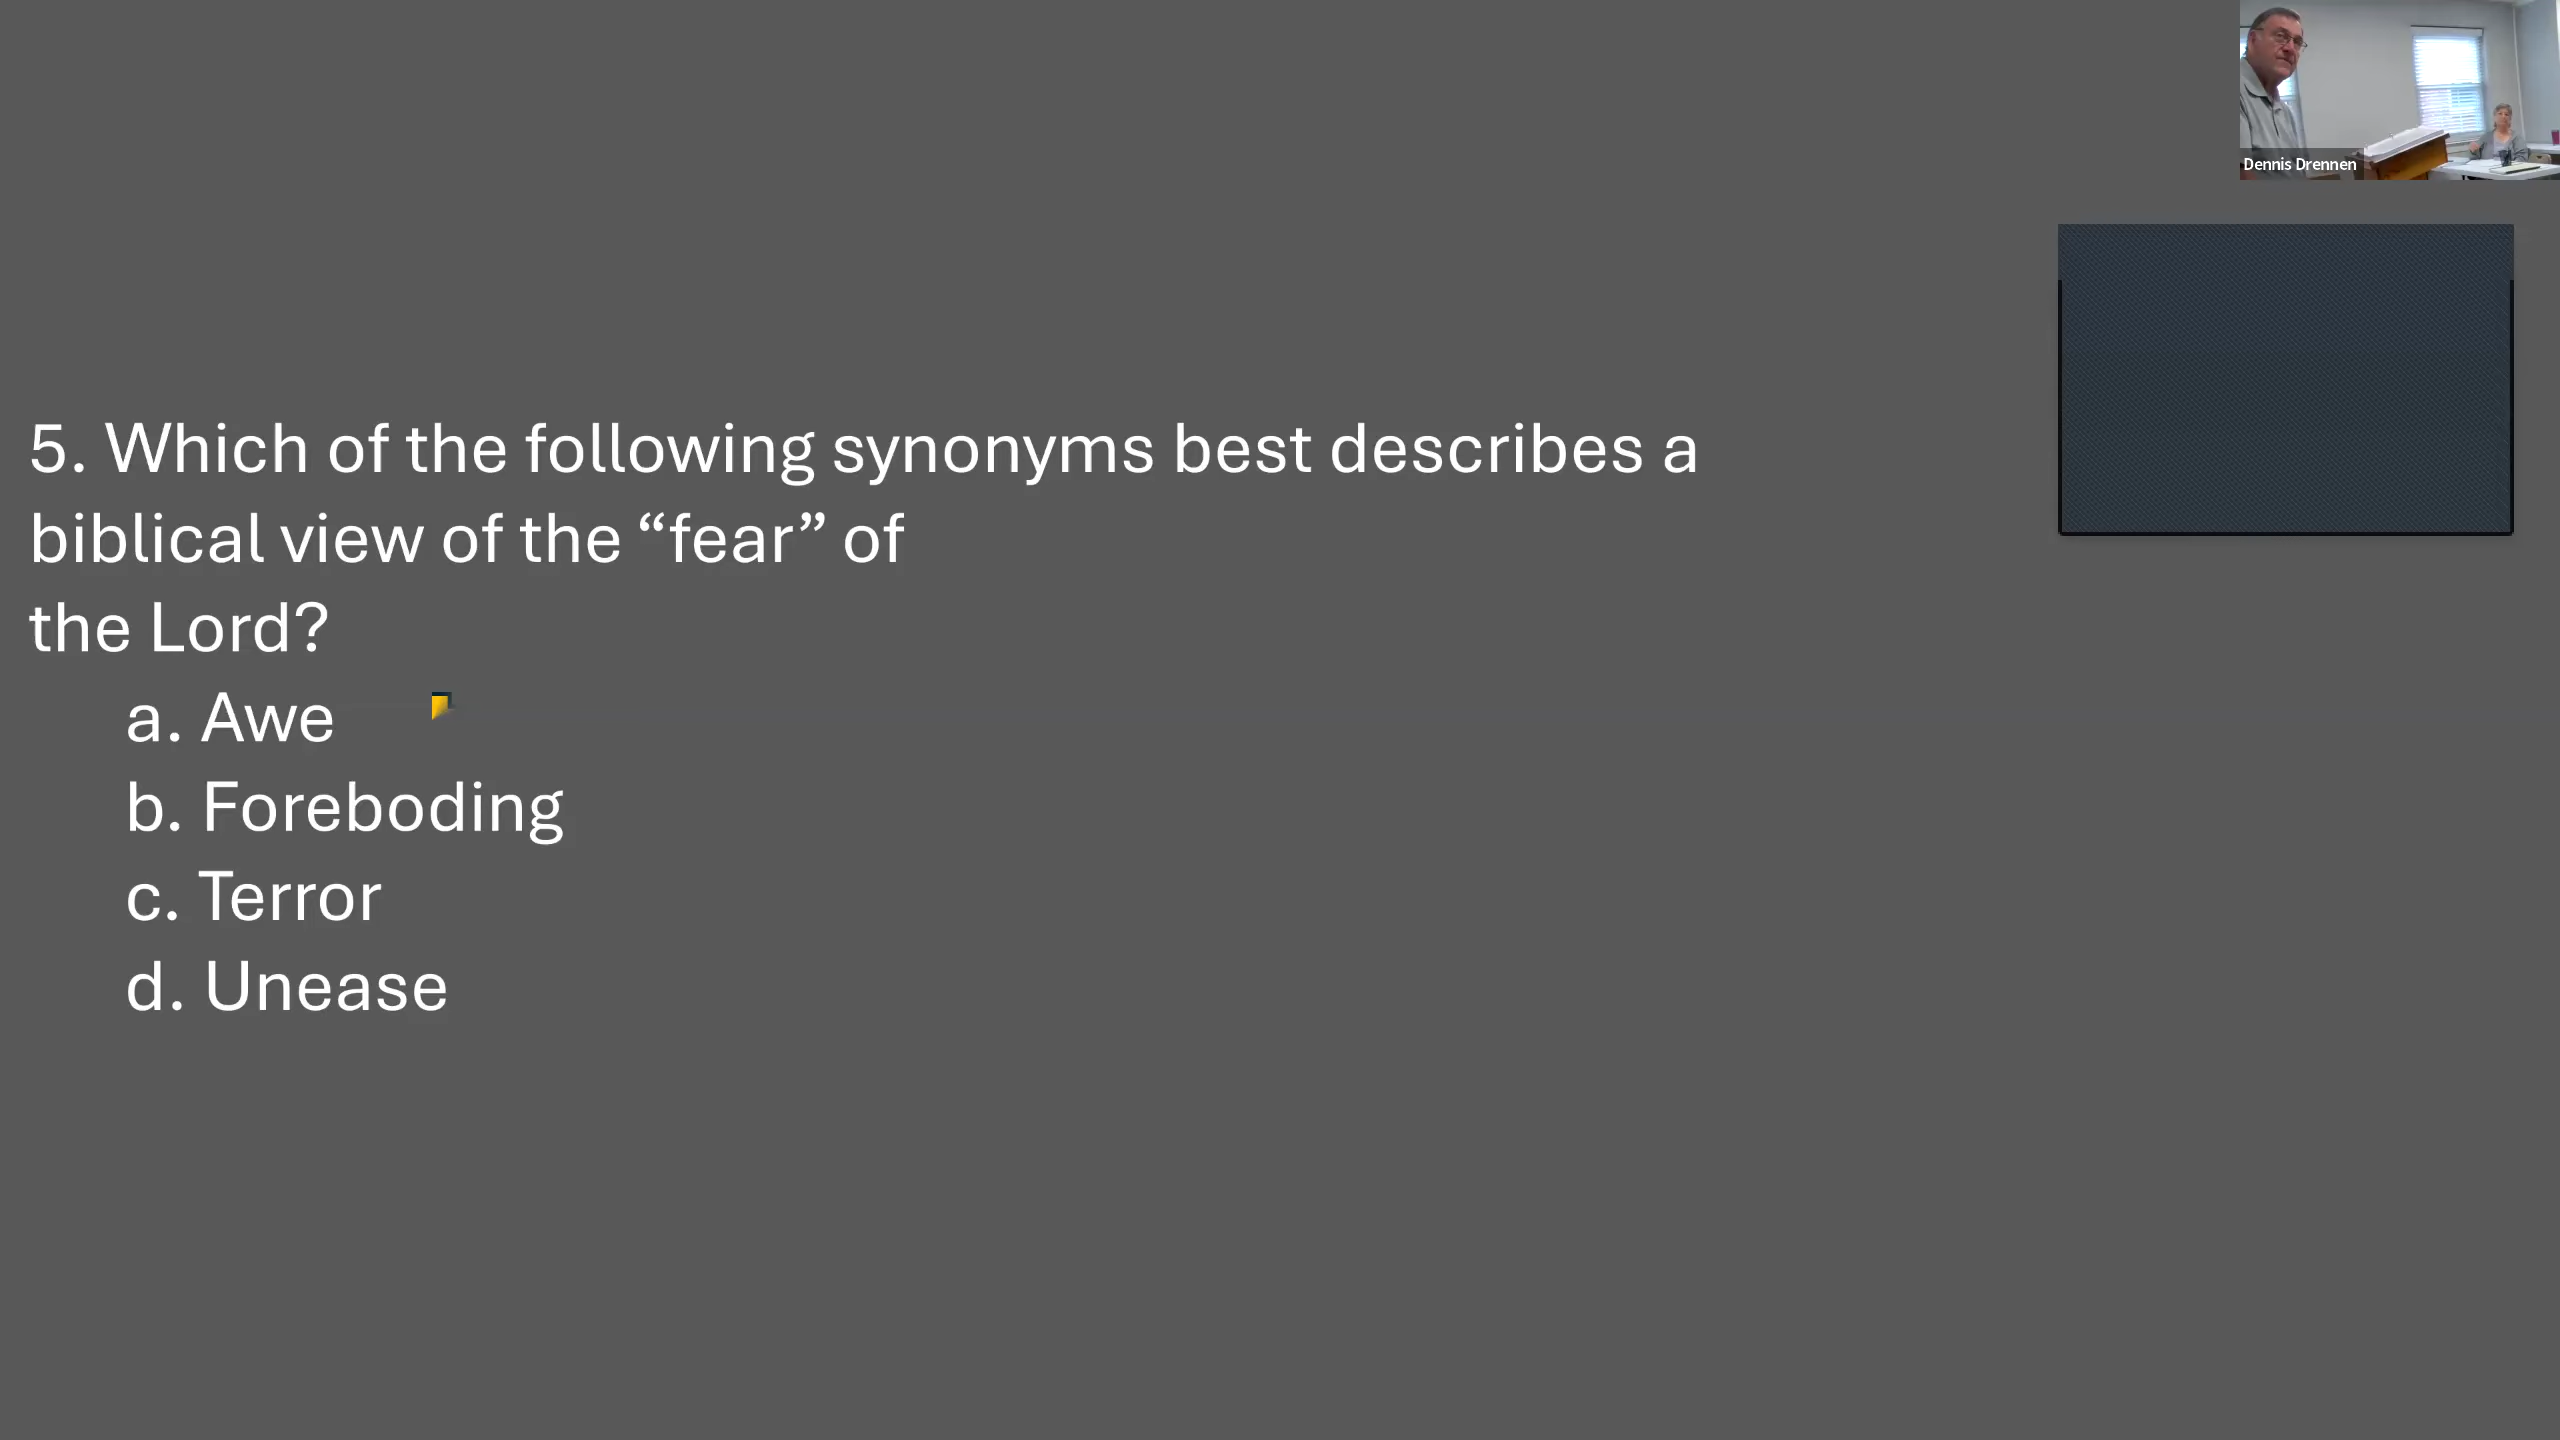 Dennis Drennen
5. Which of the following synonyms best describes a
biblical view of the “fear” of
the Lord?
a. Awe
b. Foreboding
c. Terror
d. Unease